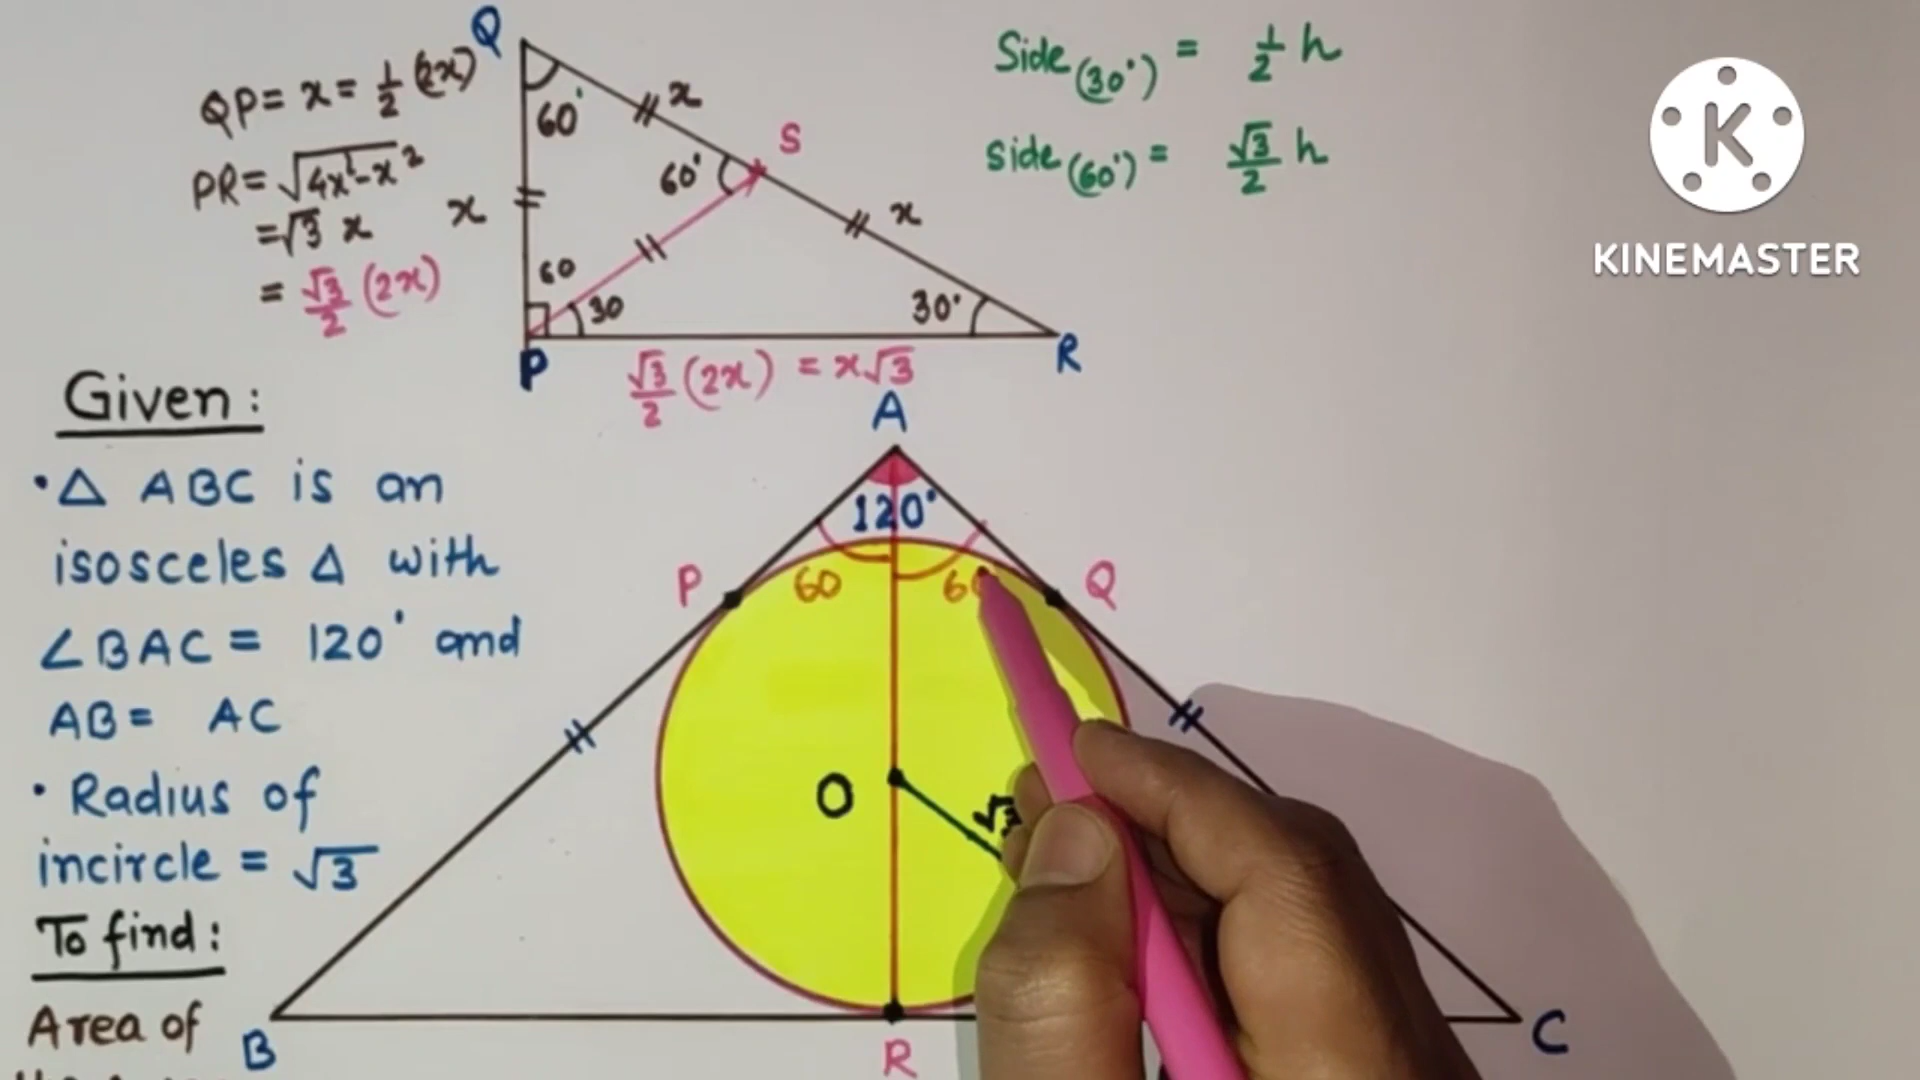 Q
QP = x = 1/2 (2x)
PR = √4x²-x²
= √3 x
= √3/2 (2x)
60°
x
S
60°
x
x
60
30
30°
P
R
√3/2 (2x) = x√3
Side(30°) = 1/2 h
side(60°) = √3/2 h
K
KINEMASTER
Given:
• △ ABC is an
isosceles △ with
∠BAC = 120° and
AB = AC
• Radius of
incircle = √3
To find:
Area of
A
120°
P
60
60
Q
O
√3
B
R
C